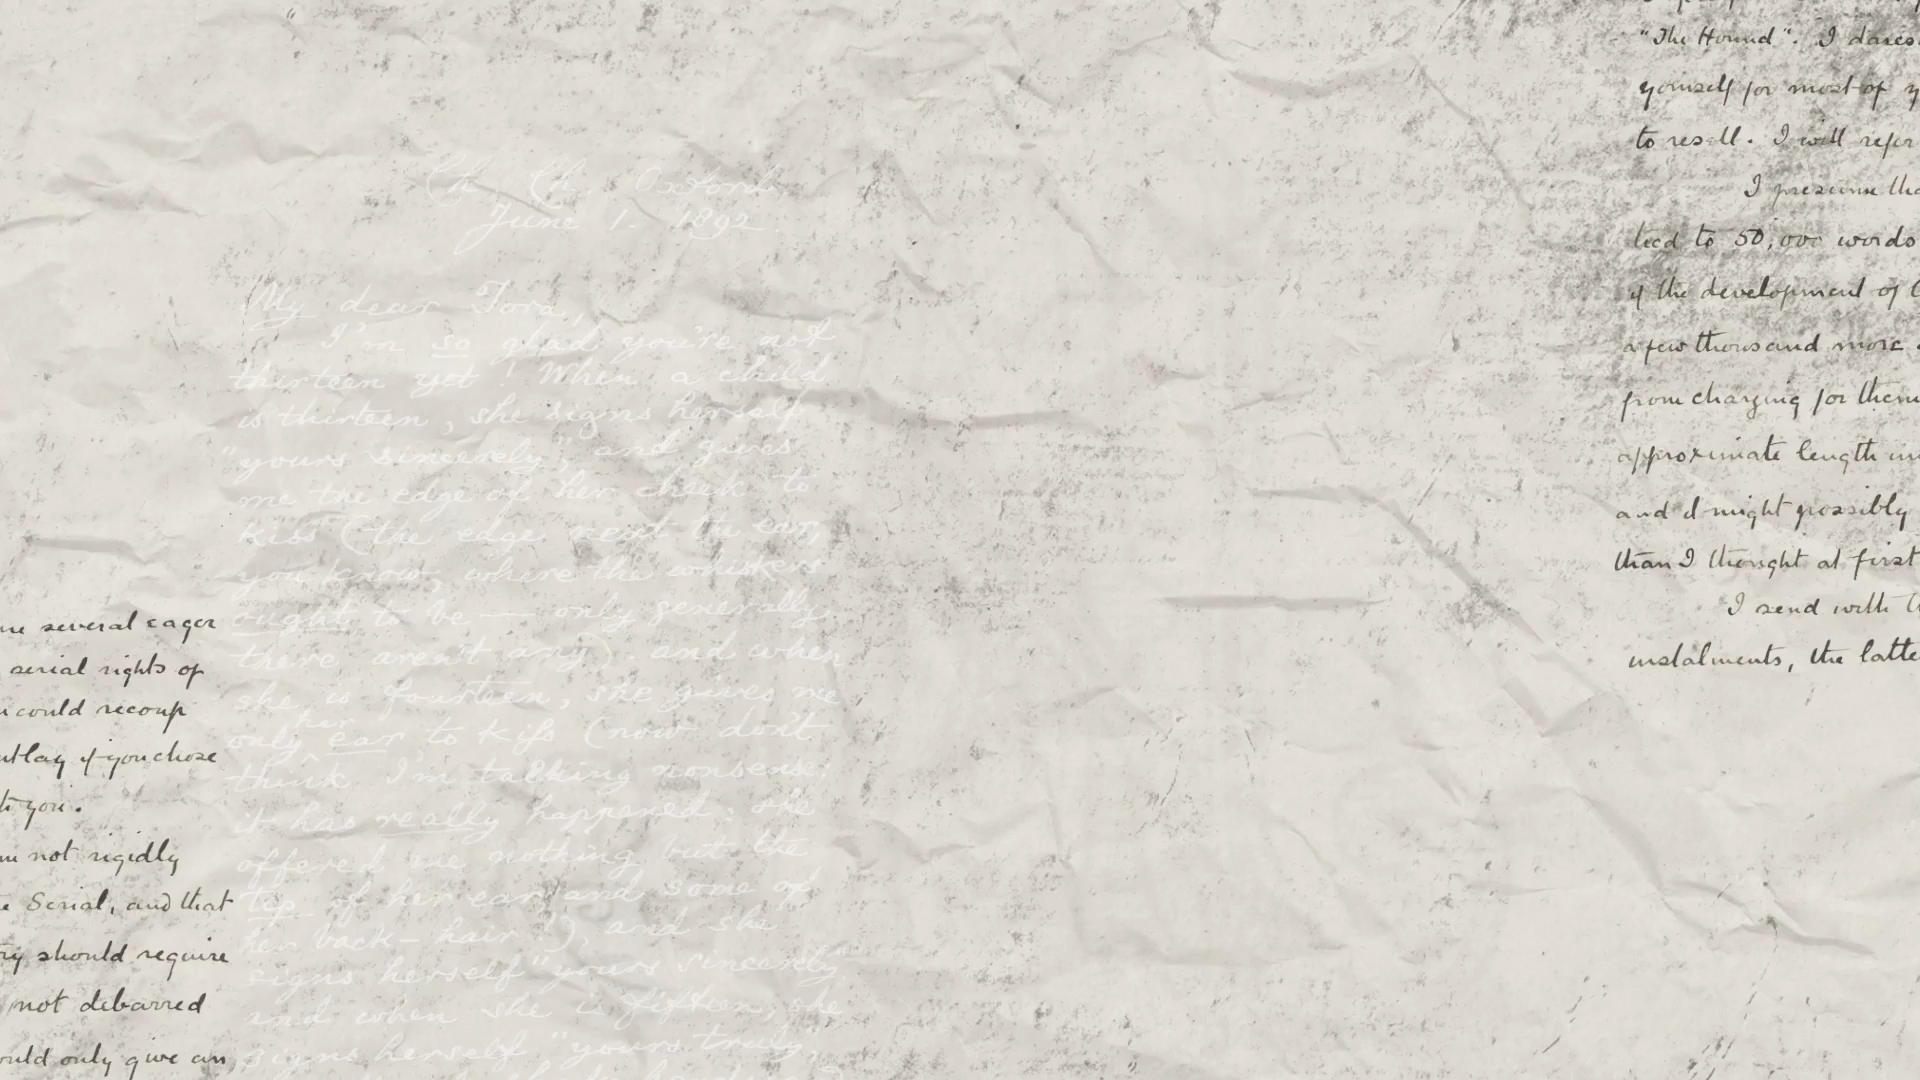 Ch. Ch. Oxford
June 1. 1892.
My dear Tora,
I'm so glad you're not
thirteen yet! When a child
is thirteen, she signs herself
"yours sincerely", and gives
me the edge of her cheek to
kiss (the edge next the ear,
you know, where the whiskers
ought to be — only generally
there aren't any). and when
she is fourteen, she gives me
only her ear to kiss (now don't
think I'm talking nonsense:
it has really happened: she
offered me nothing but the
top of her ear and some of
her back-hair!), and she
signs herself "yours sincerely"
and when she is fifteen, she
signs herself, "yours truly,
several eager
serial rights of
could recoup
if you chose
you.
not rigidly
Serial, and that
should require
not debarred
only give an
"The Hound". I
yourself for most of
to resell. I will refer
I presume
tied to 50,000 words
of the development of
a few thousand more
from charging for them
approximate length
and I might possibly
than I thought at first
I send with
instalments, the